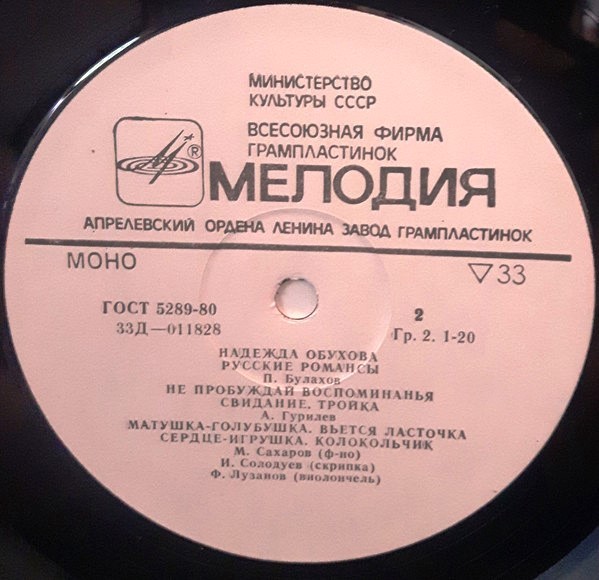 МИНИСТЕРСТВО
КУЛЬТУРЫ СССР
ВСЕСОЮЗНАЯ ФИРМА
ГРАМПЛАСТИНОК
®
МЕЛОДИЯ
АПРЕЛЕВСКИЙ ОРДЕНА ЛЕНИНА ЗАВОД ГРАМПЛАСТИНОК
МОНО ▽33
ГОСТ 5289-80 2
33Д—011828 Гр. 2. 1-20
НАДЕЖДА ОБУХОВА
РУССКИЕ РОМАНСЫ
П. Булахов
НЕ ПРОБУЖДАЙ ВОСПОМИНАНЬЯ
СВИДАНИЕ. ТРОЙКА
А. Гурилев
МАТУШКА-ГОЛУБУШКА. ВЬЕТСЯ ЛАСТОЧКА
СЕРДЦЕ-ИГРУШКА. КОЛОКОЛЬЧИК
М. Сахаров (ф-но)
И. Солодуев (скрипка)
Ф. Лузанов (виолончель)